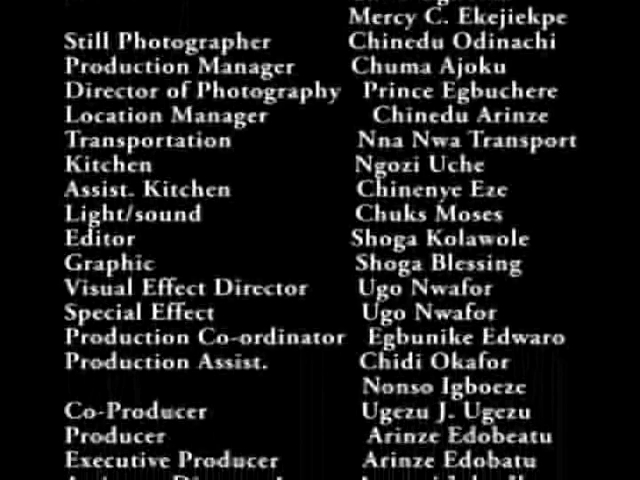 Mercy C. Ekejiekpe
Still Photographer Chinedu Odinachi
Production Manager Chuma Ajoku
Director of Photography Prince Egbuchere
Location Manager Chinedu Arinze
Transportation Nna Nwa Transport
Kitchen Ngozi Uche
Assist. Kitchen Chinenye Eze
Light/sound Chuks Moses
Editor Shoga Kolawole
Graphic Shoga Blessing
Visual Effect Director Ugo Nwafor
Special Effect Ugo Nwafor
Production Co-ordinator Egbunike Edwaro
Production Assist. Chidi Okafor
Nonso Igboeze
Co-Producer Ugezu J. Ugezu
Producer Arinze Edobeatu
Executive Producer Arinze Edobatu